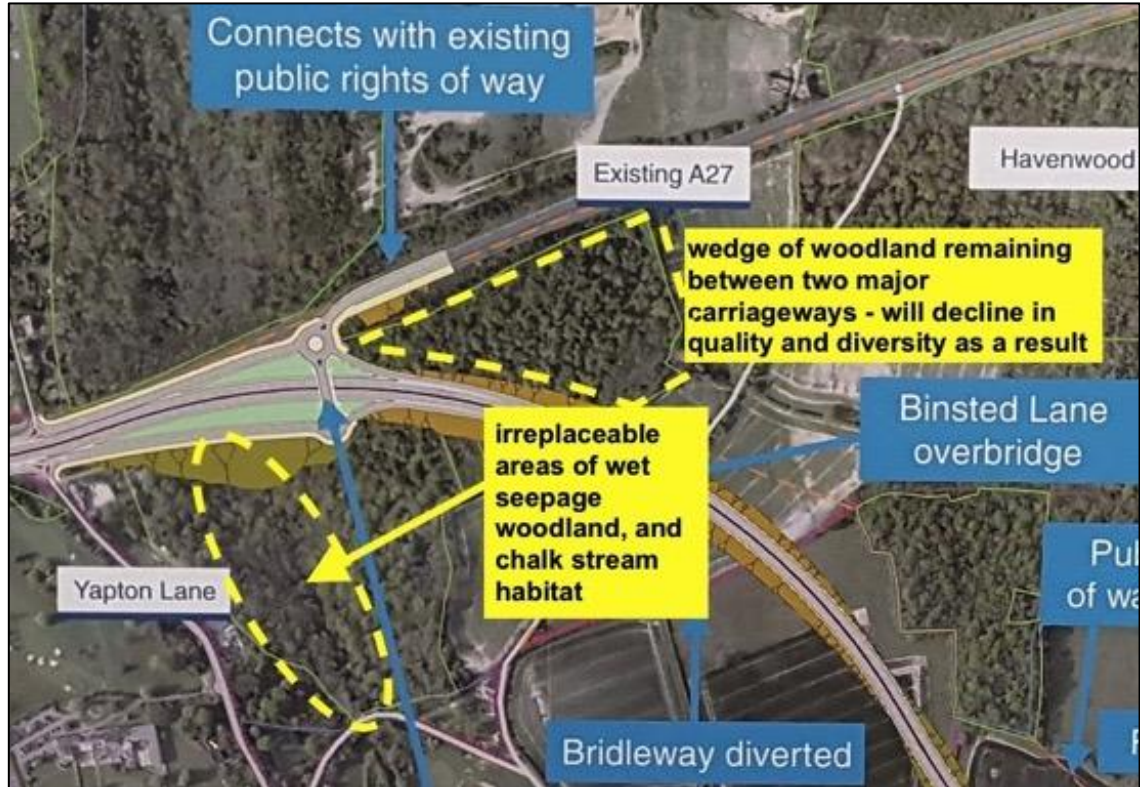 Connects with existing
public rights of way
Existing A27
Havenwood
wedge of woodland remaining
between two major
carriageways - will decline in
quality and diversity as a result
Binsted Lane
overbridge
irreplaceable
areas of wet
seepage
woodland, and
chalk stream
habitat
Yapton Lane
Bridleway diverted